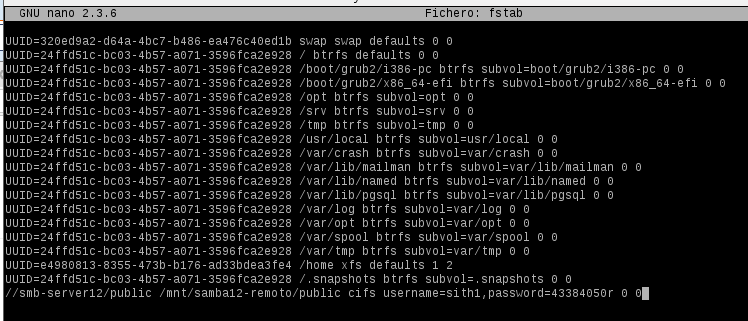 GNU nano 2.3.6 Fichero: fstab
UUID=320ed9a2-d64a-4bc7-b486-ea476c40ed1b swap swap defaults 0 0
UUID=24ffd51c-bc03-4b57-a071-3596fca2e928 / btrfs defaults 0 0
UUID=24ffd51c-bc03-4b57-a071-3596fca2e928 /boot/grub2/i386-pc btrfs subvol=boot/grub2/i386-pc 0 0
UUID=24ffd51c-bc03-4b57-a071-3596fca2e928 /boot/grub2/x86_64-efi btrfs subvol=boot/grub2/x86_64-efi 0 0
UUID=24ffd51c-bc03-4b57-a071-3596fca2e928 /opt btrfs subvol=opt 0 0
UUID=24ffd51c-bc03-4b57-a071-3596fca2e928 /srv btrfs subvol=srv 0 0
UUID=24ffd51c-bc03-4b57-a071-3596fca2e928 /tmp btrfs subvol=tmp 0 0
UUID=24ffd51c-bc03-4b57-a071-3596fca2e928 /usr/local btrfs subvol=usr/local 0 0
UUID=24ffd51c-bc03-4b57-a071-3596fca2e928 /var/crash btrfs subvol=var/crash 0 0
UUID=24ffd51c-bc03-4b57-a071-3596fca2e928 /var/lib/mailman btrfs subvol=var/lib/mailman 0 0
UUID=24ffd51c-bc03-4b57-a071-3596fca2e928 /var/lib/named btrfs subvol=var/lib/named 0 0
UUID=24ffd51c-bc03-4b57-a071-3596fca2e928 /var/lib/pgsql btrfs subvol=var/lib/pgsql 0 0
UUID=24ffd51c-bc03-4b57-a071-3596fca2e928 /var/log btrfs subvol=var/log 0 0
UUID=24ffd51c-bc03-4b57-a071-3596fca2e928 /var/opt btrfs subvol=var/opt 0 0
UUID=24ffd51c-bc03-4b57-a071-3596fca2e928 /var/spool btrfs subvol=var/spool 0 0
UUID=24ffd51c-bc03-4b57-a071-3596fca2e928 /var/tmp btrfs subvol=var/tmp 0 0
UUID=e4980813-8355-473b-b176-ad33bdea3fe4 /home xfs defaults 1 2
UUID=24ffd51c-bc03-4b57-a071-3596fca2e928 /.snapshots btrfs subvol=.snapshots 0 0
//smb-server12/public /mnt/samba12-remoto/public cifs username=sith1,password=43384050r 0 0